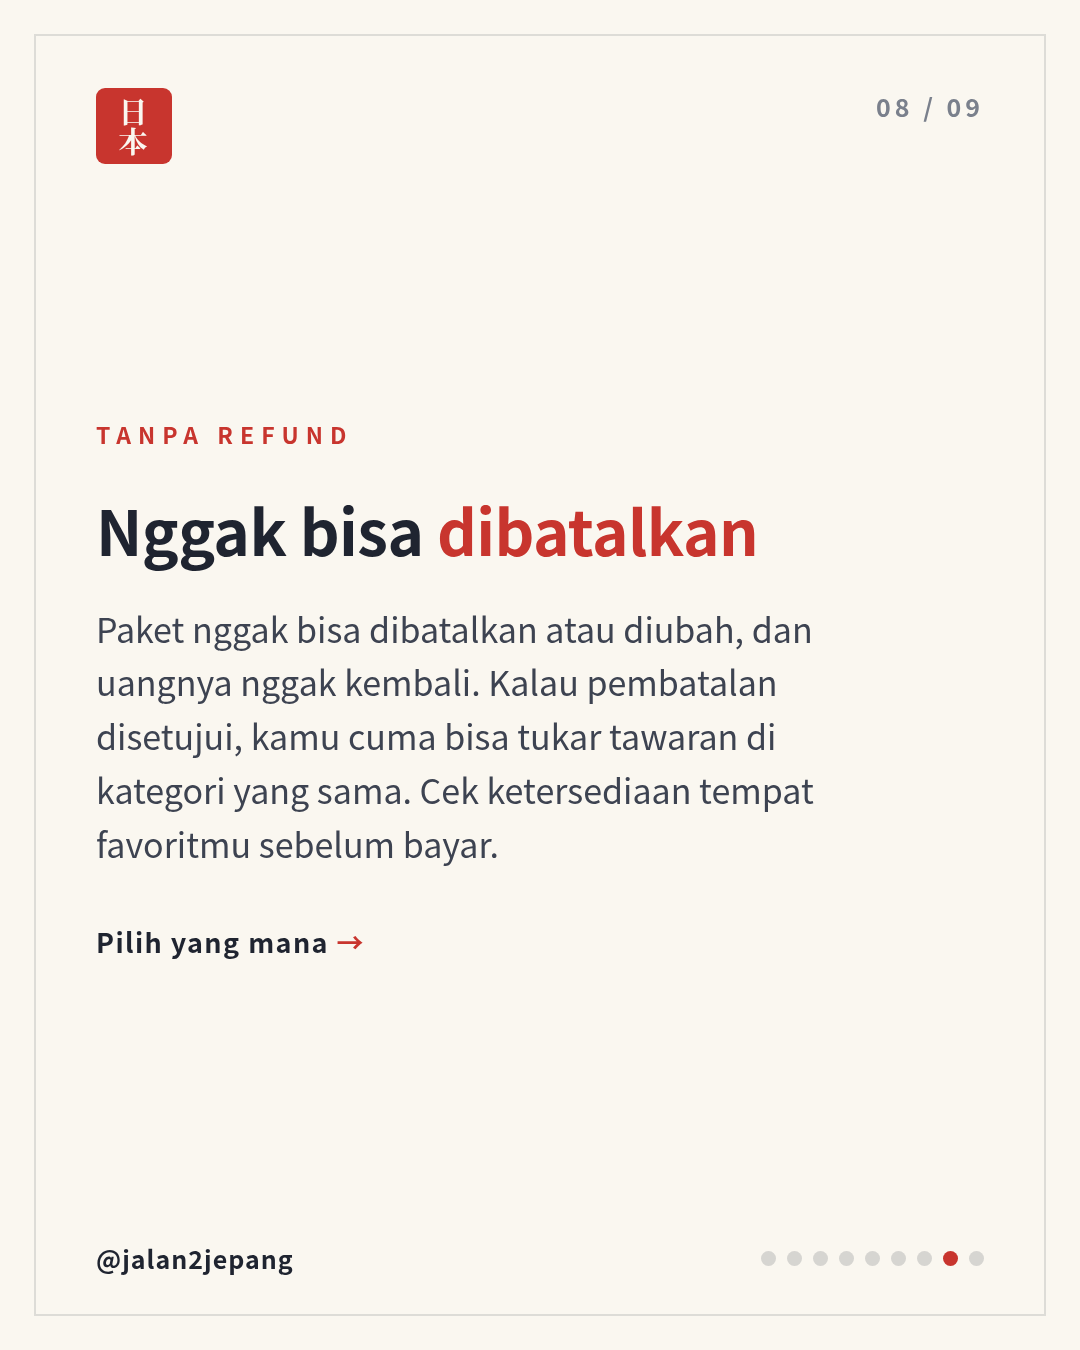 日本
08 / 09
TANPA REFUND
Nggak bisa dibatalkan
Paket nggak bisa dibatalkan atau diubah, dan
uangnya nggak kembali. Kalau pembatalan
disetujui, kamu cuma bisa tukar tawaran di
kategori yang sama. Cek ketersediaan tempat
favoritmu sebelum bayar.
Pilih yang mana →
@jalan2jepang